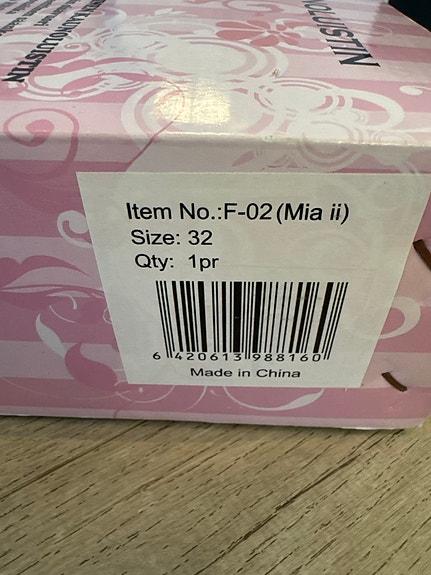 Item No.:F-02 (Mia ii)
Size: 32
Qty: 1pr
6 420613 988160
Made in China